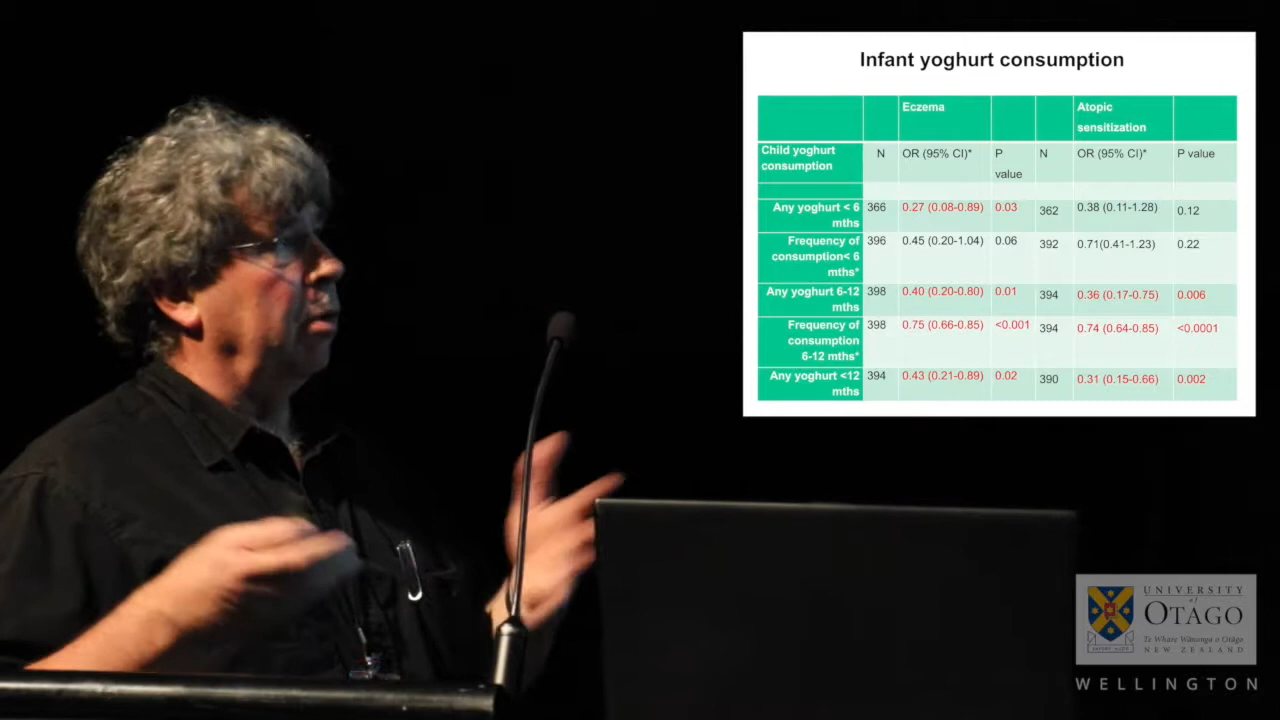 Infant yoghurt consumption
Eczema
Atopic
sensitization
Child yoghurt
consumption
N
OR (95% CI)*
P
value
N
OR (95% CI)*
P value
Any yoghurt < 6
mths
366
0.27 (0.08-0.89)
0.03
362
0.38 (0.11-1.28)
0.12
Frequency of
consumption< 6
mths*
396
0.45 (0.20-1.04)
0.06
392
0.71(0.41-1.23)
0.22
Any yoghurt 6-12
mths
398
0.40 (0.20-0.80)
0.01
394
0.36 (0.17-0.75)
0.006
Frequency of
consumption
6-12 mths*
398
0.75 (0.66-0.85)
<0.001
394
0.74 (0.64-0.85)
<0.0001
Any yoghurt <12
mths
394
0.43 (0.21-0.89)
0.02
390
0.31 (0.15-0.66)
0.002
UNIVERSITY
of
OTAGO
Te Whare Wānanga o Otāgo
NEW ZEALAND
WELLINGTON